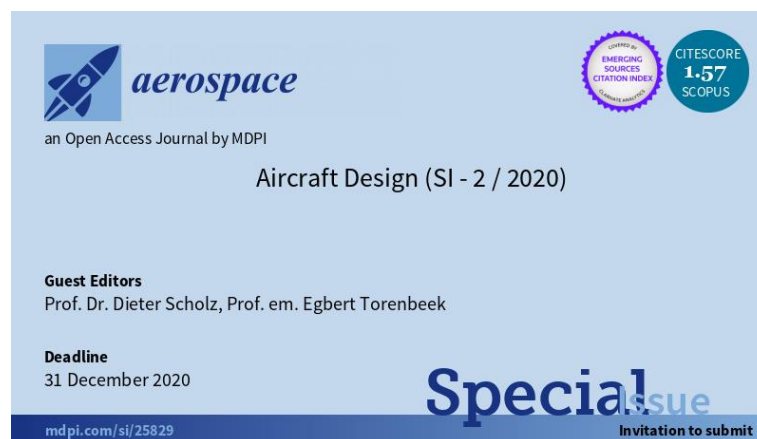 aerospace
an Open Access Journal by MDPI
COVERED BY
EMERGING
SOURCES
CITATION INDEX
CLARIVATE ANALYTICS
CITESCORE
1.57
SCOPUS
Aircraft Design (SI - 2 / 2020)
Guest Editors
Prof. Dr. Dieter Scholz, Prof. em. Egbert Torenbeek
Deadline
31 December 2020
Special
Issue
mdpi.com/si/25829
Invitation to submit